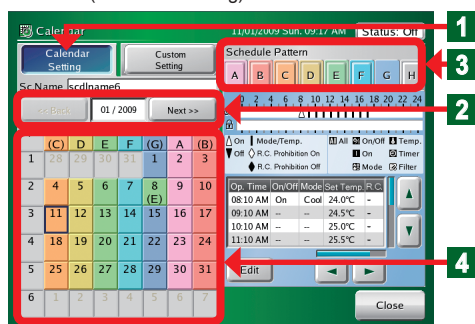 Calendar 11/01/2009 Sun. 09:17 AM Status: Off 1
Calendar Setting
Custom Setting
Schedule Pattern
A B C D E F G H 3
Sc.Name scdlname6
<< Back 01 / 2009 Next >> 2
0 2 4 6 8 10 12 14 16 18 20 22 24
(C) D E F (G) A (B)
1 28 29 30 31 1 2 3
2 4 5 6 7 8 (E) 9 10
3 11 12 13 14 15 16 17
4 18 19 20 21 22 23 24
5 25 26 27 28 29 30 31
6 1 2 3 4 5 6 7
On Mode/Temp. All All On/Off Temp.
Off R.C. Prohibition On On Timer
R.C. Prohibition Off Mode Filter
Op. Time On/Off Mode Set Temp. R.C.
08:10 AM On Cool 24.0°C -
09:10 AM -- -- 24.5°C -
10:10 AM -- -- 25.0°C -
11:10 AM -- -- 25.5°C -
Edit
4
Close